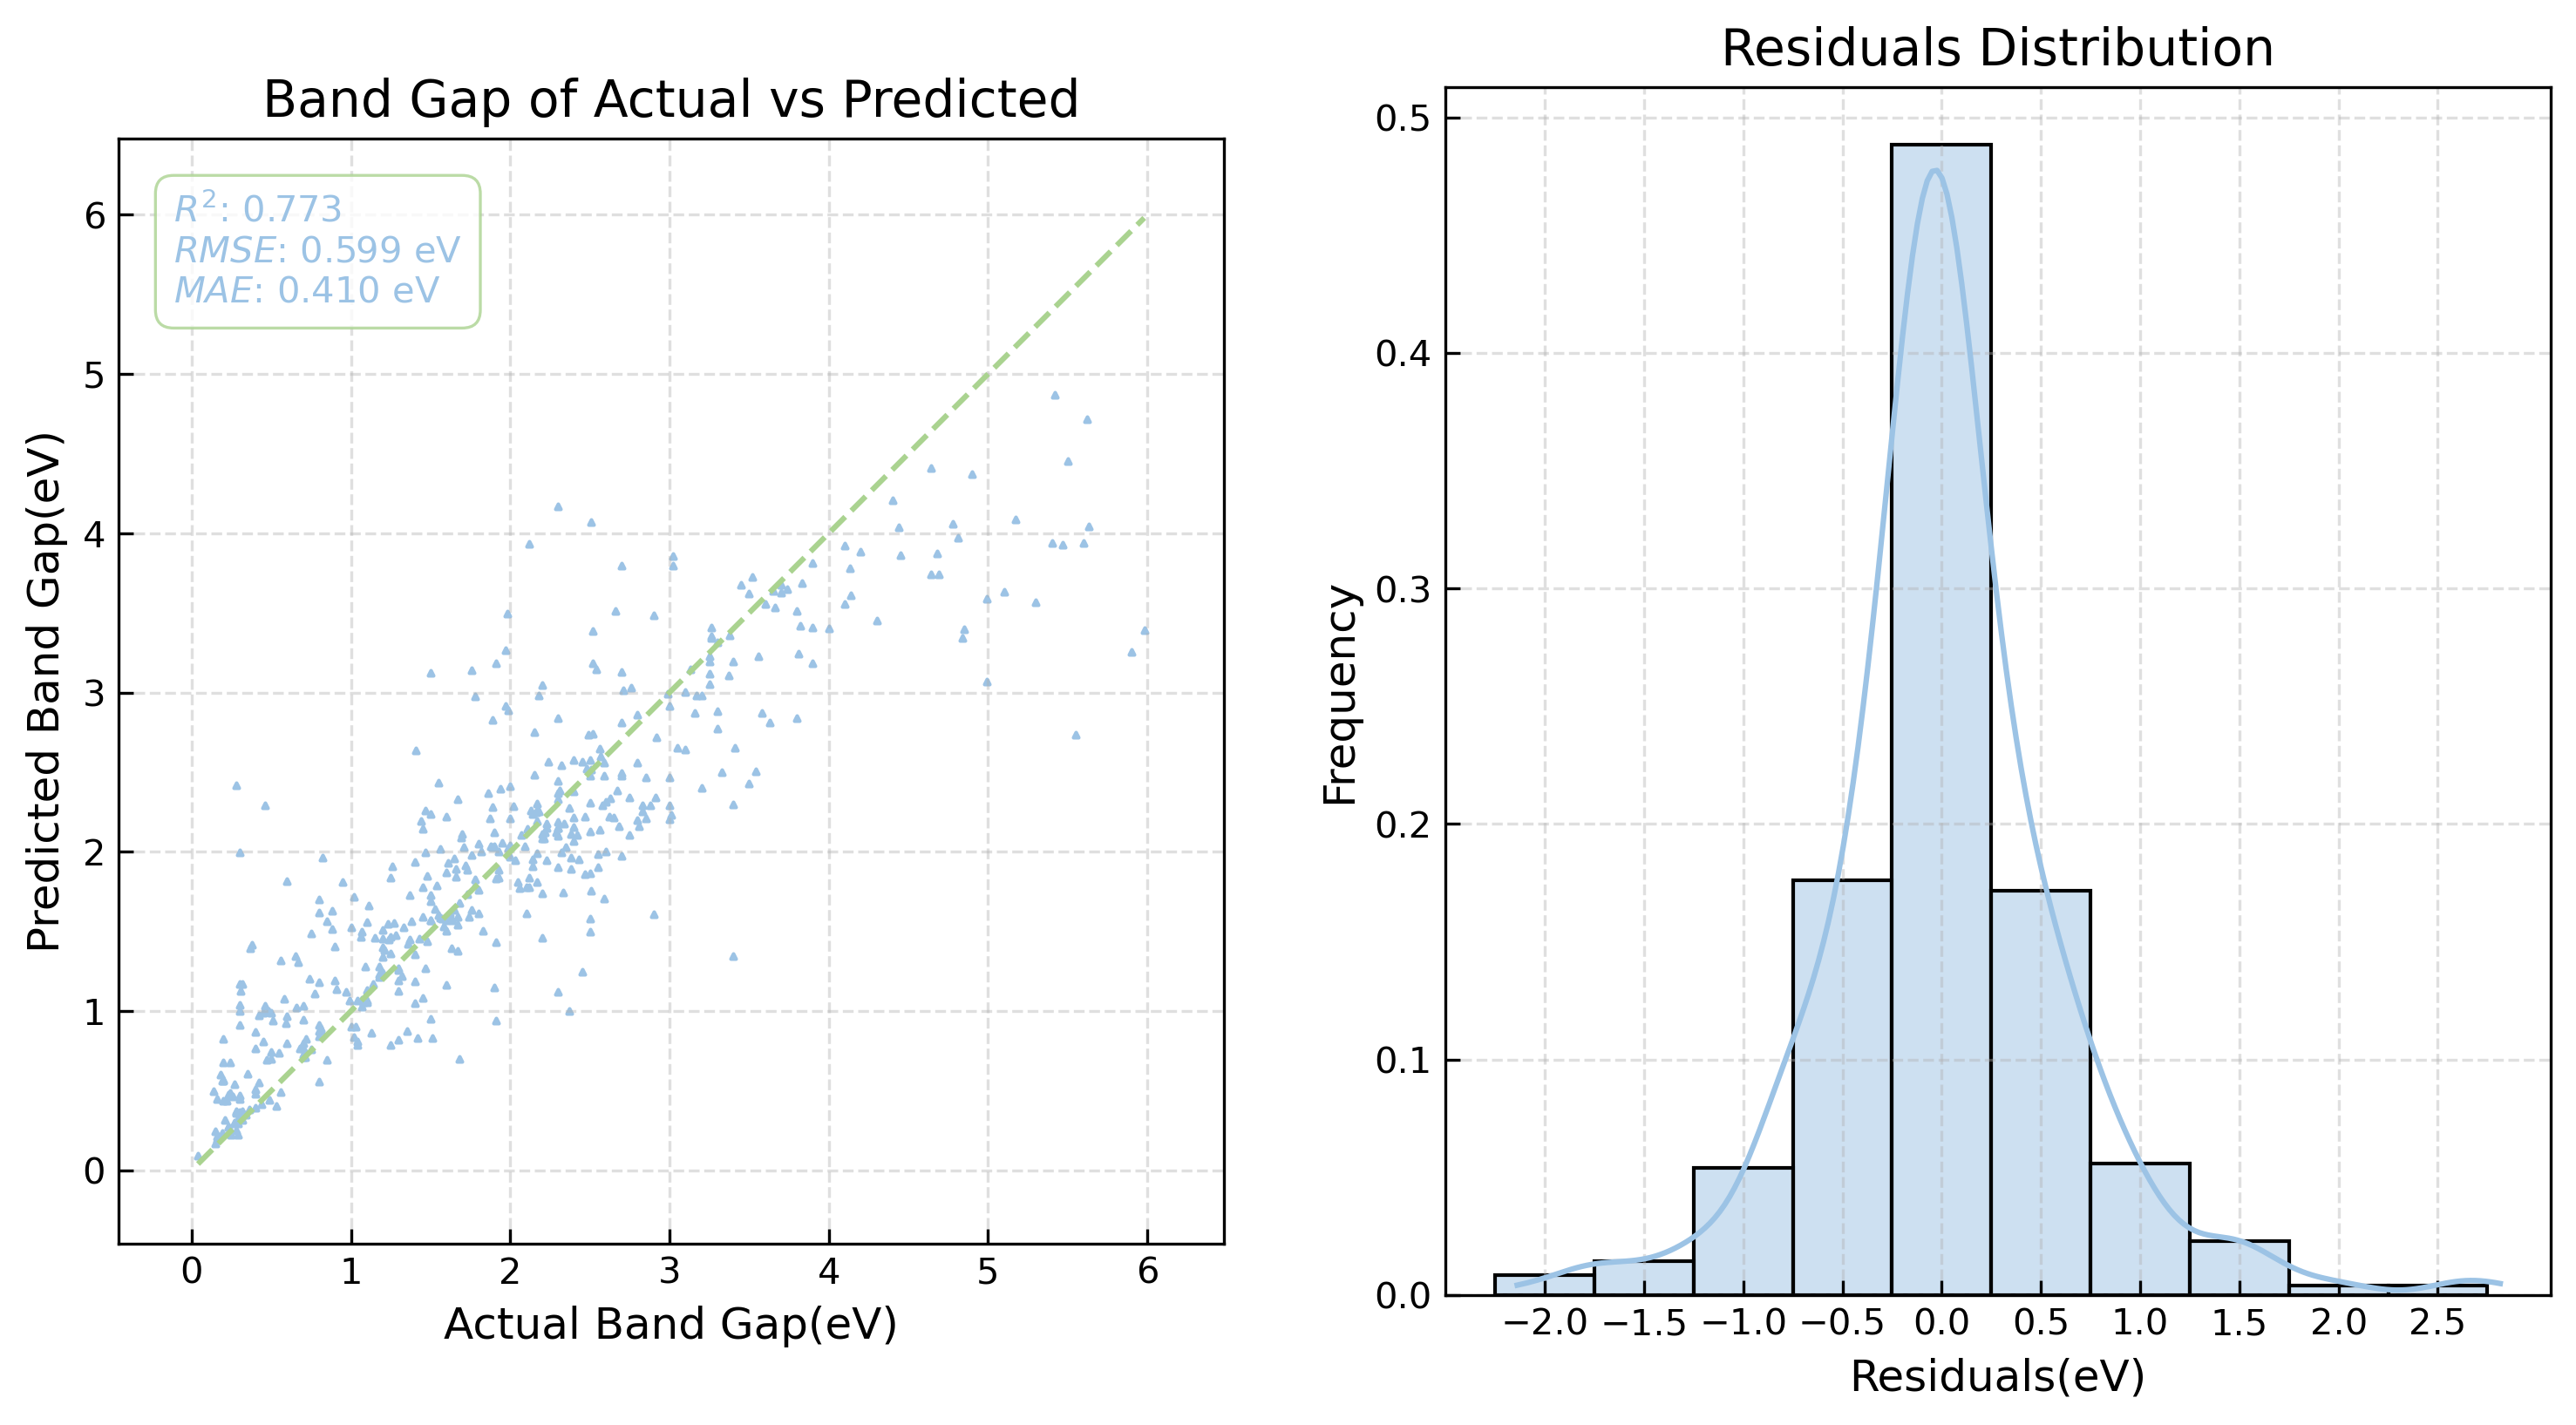 Band Gap of Actual vs Predicted
R²: 0.773
RMSE: 0.599 eV
MAE: 0.410 eV
Predicted Band Gap(eV)
6
5
4
3
2
1
0
0 1 2 3 4 5 6
Actual Band Gap(eV)
Residuals Distribution
Frequency
0.5
0.4
0.3
0.2
0.1
0.0
−2.0 −1.5 −1.0 −0.5 0.0 0.5 1.0 1.5 2.0 2.5
Residuals(eV)